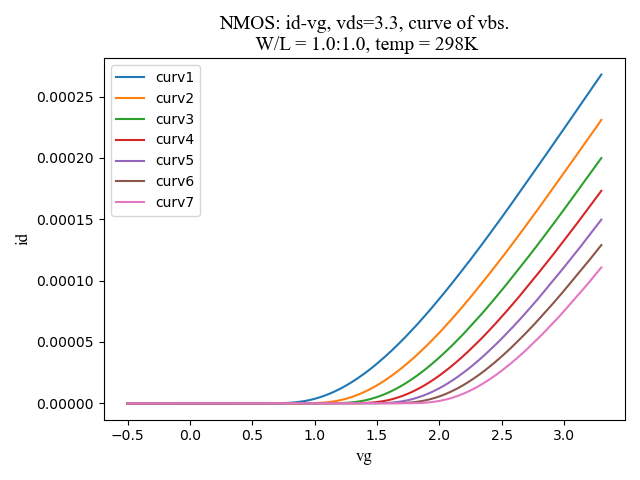 NMOS: id-vg, vds=3.3, curve of vbs.
W/L = 1.0:1.0, temp = 298K
curv1
curv2
curv3
curv4
curv5
curv6
curv7
0.00025
0.00020
0.00015
0.00010
0.00005
0.00000
id
−0.5 0.0 0.5 1.0 1.5 2.0 2.5 3.0
vg